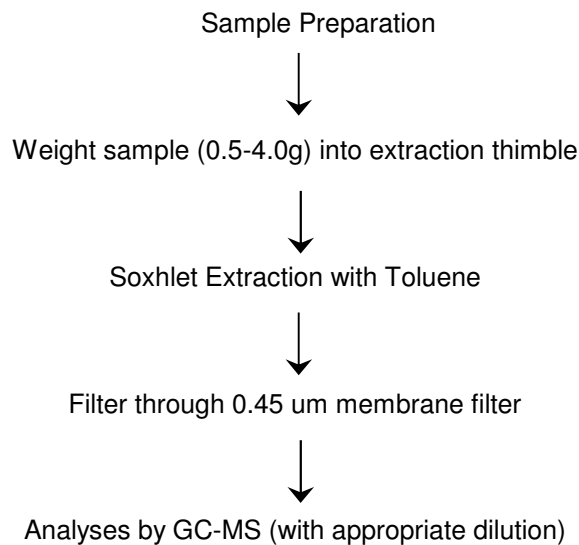 Sample Preparation
Weight sample (0.5-4.0g) into extraction thimble
Soxhlet Extraction with Toluene
Filter through 0.45 um membrane filter
Analyses by GC-MS (with appropriate dilution)